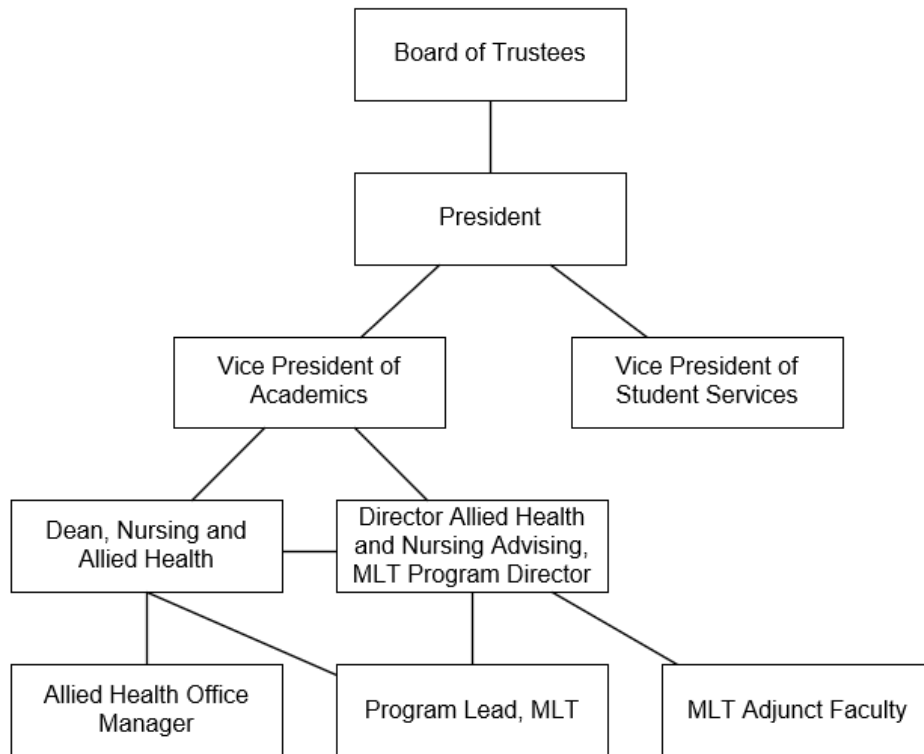 Board of Trustees
President
Vice President of
Academics
Vice President of
Student Services
Dean, Nursing and
Allied Health
Director Allied Health
and Nursing Advising,
MLT Program Director
Allied Health Office
Manager
Program Lead, MLT
MLT Adjunct Faculty